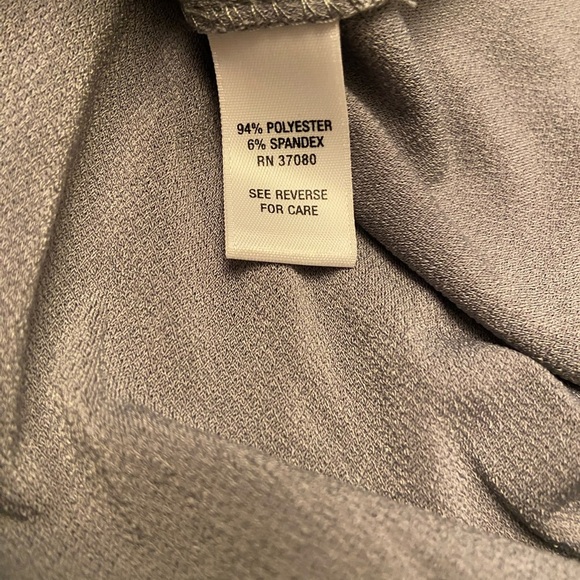 94% POLYESTER
6% SPANDEX
RN 37080
SEE REVERSE
FOR CARE